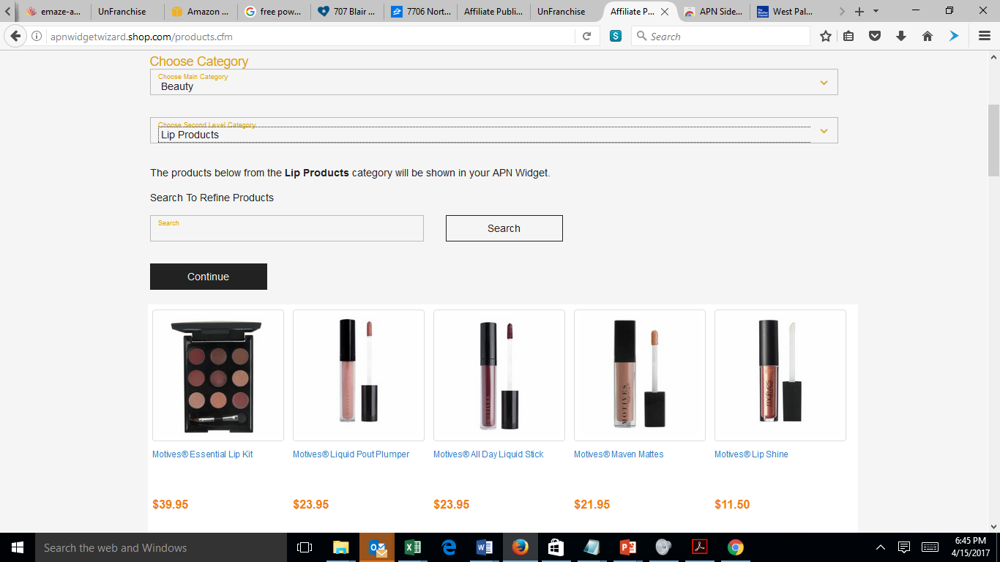 emaze-a...
UnFranchise
Amazon ...
free pow...
707 Blair ...
7706 Nort...
Affiliate Publi...
UnFranchise
Affiliate P...
APN Side...
West Pal...
apnwidgetwizard.shop.com/products.cfm
Search
Choose Category
Choose Main Category
Beauty
Choose Second Level Category
Lip Products
The products below from the Lip Products category will be shown in your APN Widget.
Search To Refine Products
Search
Search
Continue
MOTIVES
MOTIVES
MOTIVES
motives
Motives® Essential Lip Kit
Motives® Liquid Pout Plumper
Motives® All Day Liquid Stick
Motives® Maven Mattes
Motives® Lip Shine
$39.95
$23.95
$23.95
$21.95
$11.50
Search the web and Windows
6:45 PM
4/15/2017